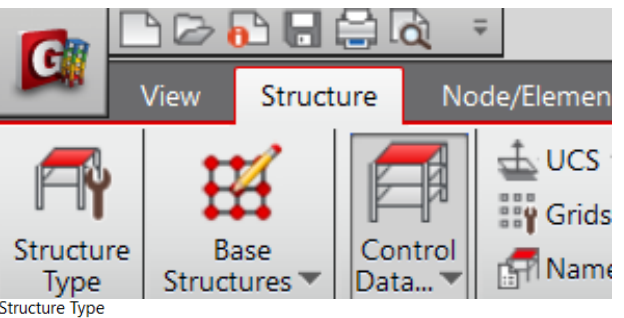 G
View Structure Node/Elemen
Structure
Type
Base
Structures
Control
Data...
UCS
Grids
Name
Structure Type